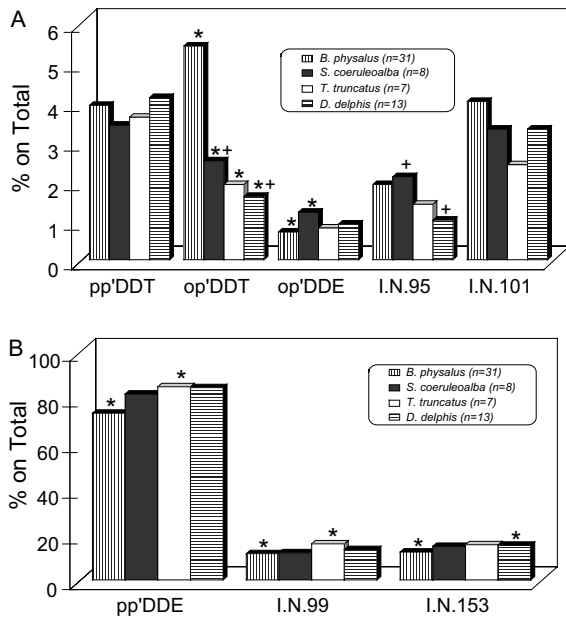 A
6
5
4
3
2
1
0
% on Total
B. physalus (n=31)
S. coeruleoalba (n=8)
T. truncatus (n=7)
D. delphis (n=13)
*
*+
*
*+
*
*
+
+
pp'DDT op'DDT op'DDE I.N.95 I.N.101
B
100
80
60
40
20
0
% on Total
B. physalus (n=31)
S. coeruleoalba (n=8)
T. truncatus (n=7)
D. delphis (n=13)
*
*
*
*
*
*
pp'DDE I.N.99 I.N.153